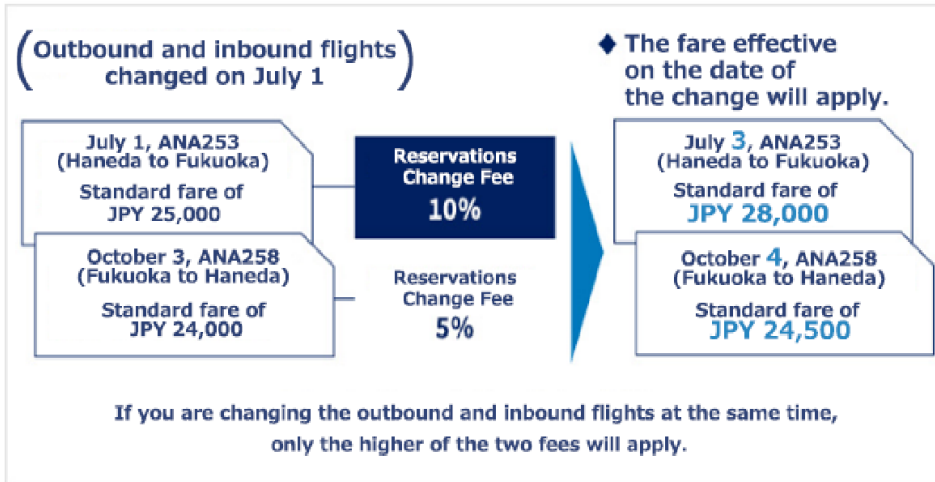 (Outbound and inbound flights
changed on July 1)
◆ The fare effective
on the date of
the change will apply.
July 1, ANA253
(Haneda to Fukuoka)
Standard fare of
JPY 25,000
October 3, ANA258
(Fukuoka to Haneda)
Standard fare of
JPY 24,000
Reservations
Change Fee
10%
Reservations
Change Fee
5%
July 3, ANA253
(Haneda to Fukuoka)
Standard fare of
JPY 28,000
October 4, ANA258
(Fukuoka to Haneda)
Standard fare of
JPY 24,500
If you are changing the outbound and inbound flights at the same time,
only the higher of the two fees will apply.